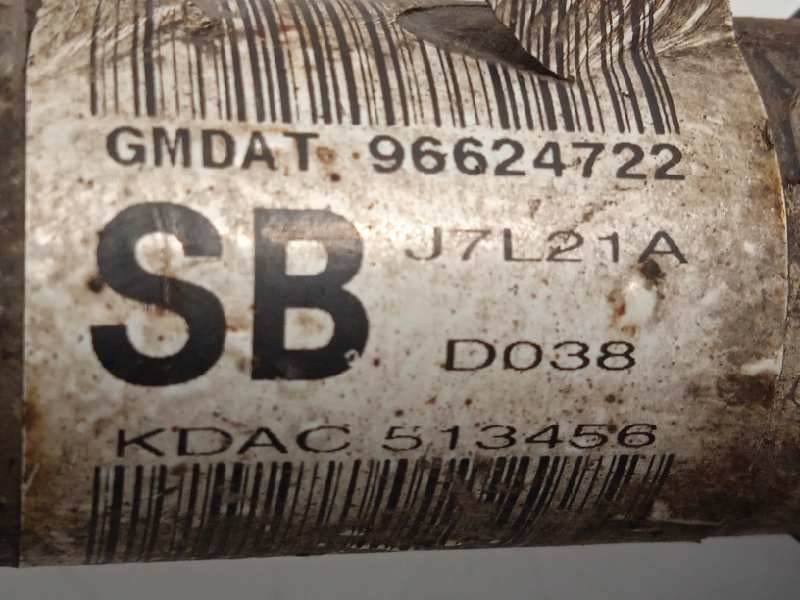 GMDAT 96624722
SB J7L21A
D038
KDAC 513456